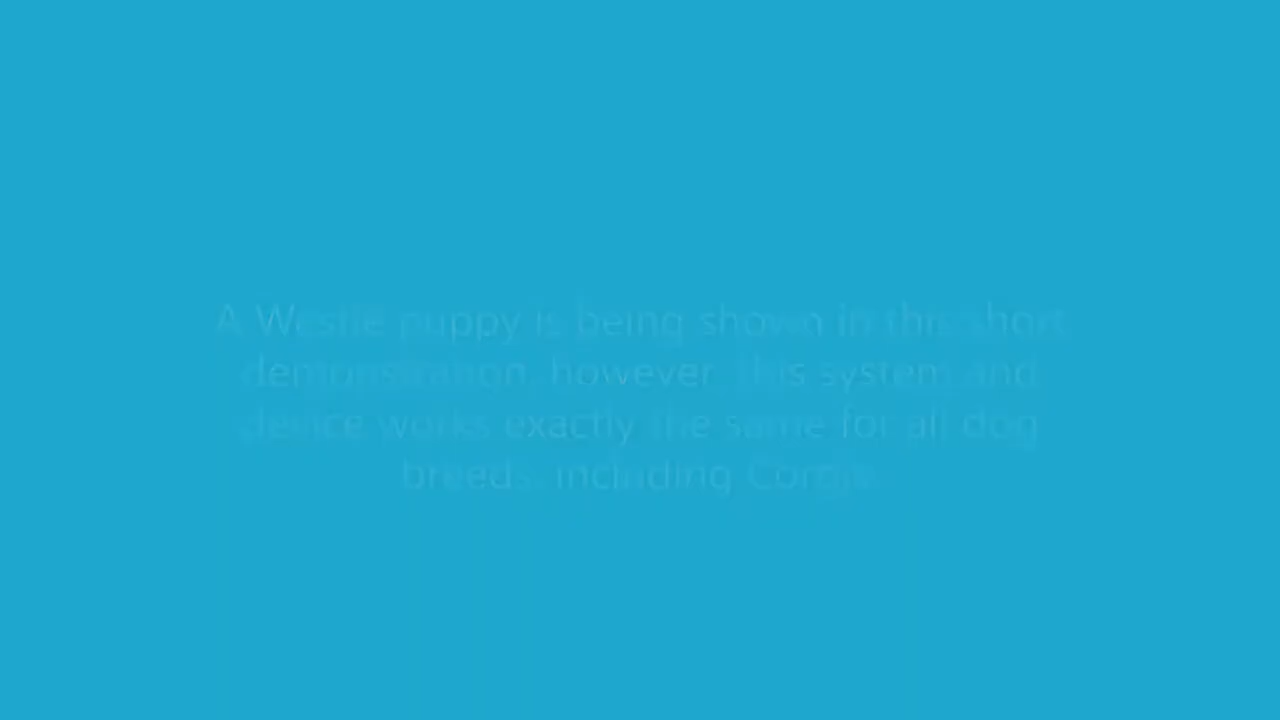 A Westie puppy is being shown in this short
demonstration, however, this system and
device works exactly the same for all dog
breeds, including Corgis.